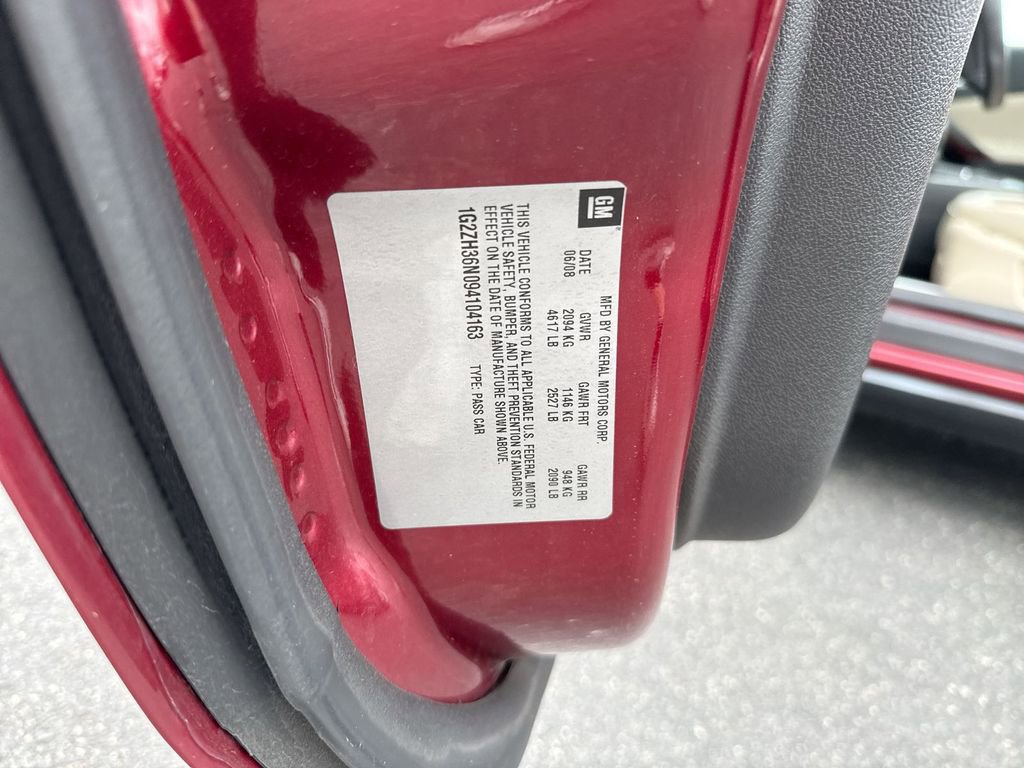 GM
MFD BY GENERAL MOTORS CORP.
DATE GVWR GAWR FRT GAWR RR
06/08 2094 KG 1146 KG 948 KG
4617 LB 2527 LB 2090 LB
THIS VEHICLE CONFORMS TO ALL APPLICABLE U.S. FEDERAL MOTOR
VEHICLE SAFETY, BUMPER, AND THEFT PREVENTION STANDARDS IN
EFFECT ON THE DATE OF MANUFACTURE SHOWN ABOVE.
1G2ZH36N094104163 TYPE: PASS CAR